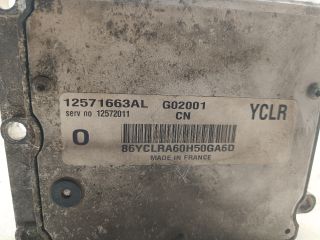 12571663AL G02001 YCLR
serv no 12572011 CN
O
86YCLRA60H50GA6D
MADE IN FRANCE